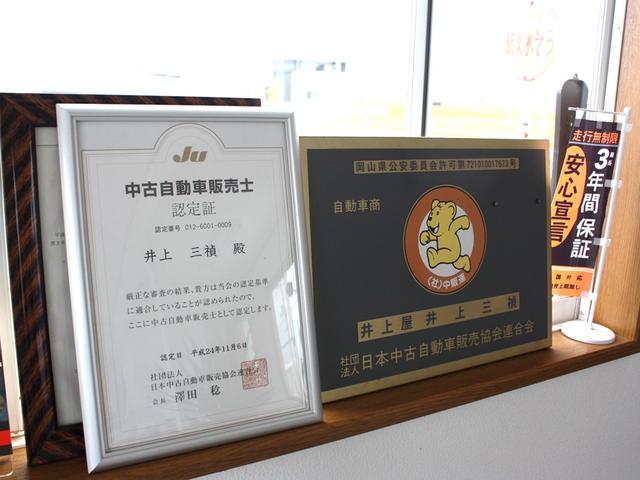 Ju
中古自動車販売士
認定証
認定番号 012-6001-0009
井上 三禎 殿
厳正な審査の結果、貴方は当会の認定基準
に適合していることが認められたので、
ここに中古自動車販売士として認定します。
認定日 平成24年11月6日
社団法人
日本中古自動車販売協会連合会
会長 澤田 稔
岡山県公安委員会許可第721010017673号
自動車商
(社)中販連
井上屋 井上三禎
社団法人 日本中古自動車販売協会連合会
走行無制限
3年間保証
安心宣言